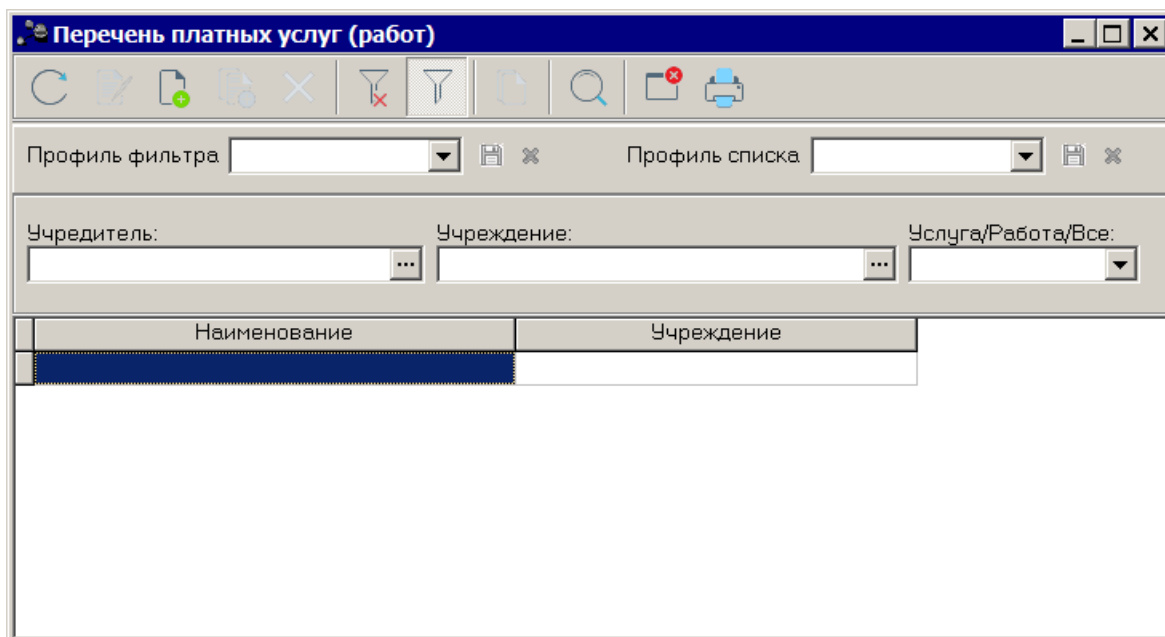 Перечень платных услуг (работ)
Профиль фильтра Профиль списка
Учредитель: Учреждение: Услуга/Работа/Все:
Наименование Учреждение